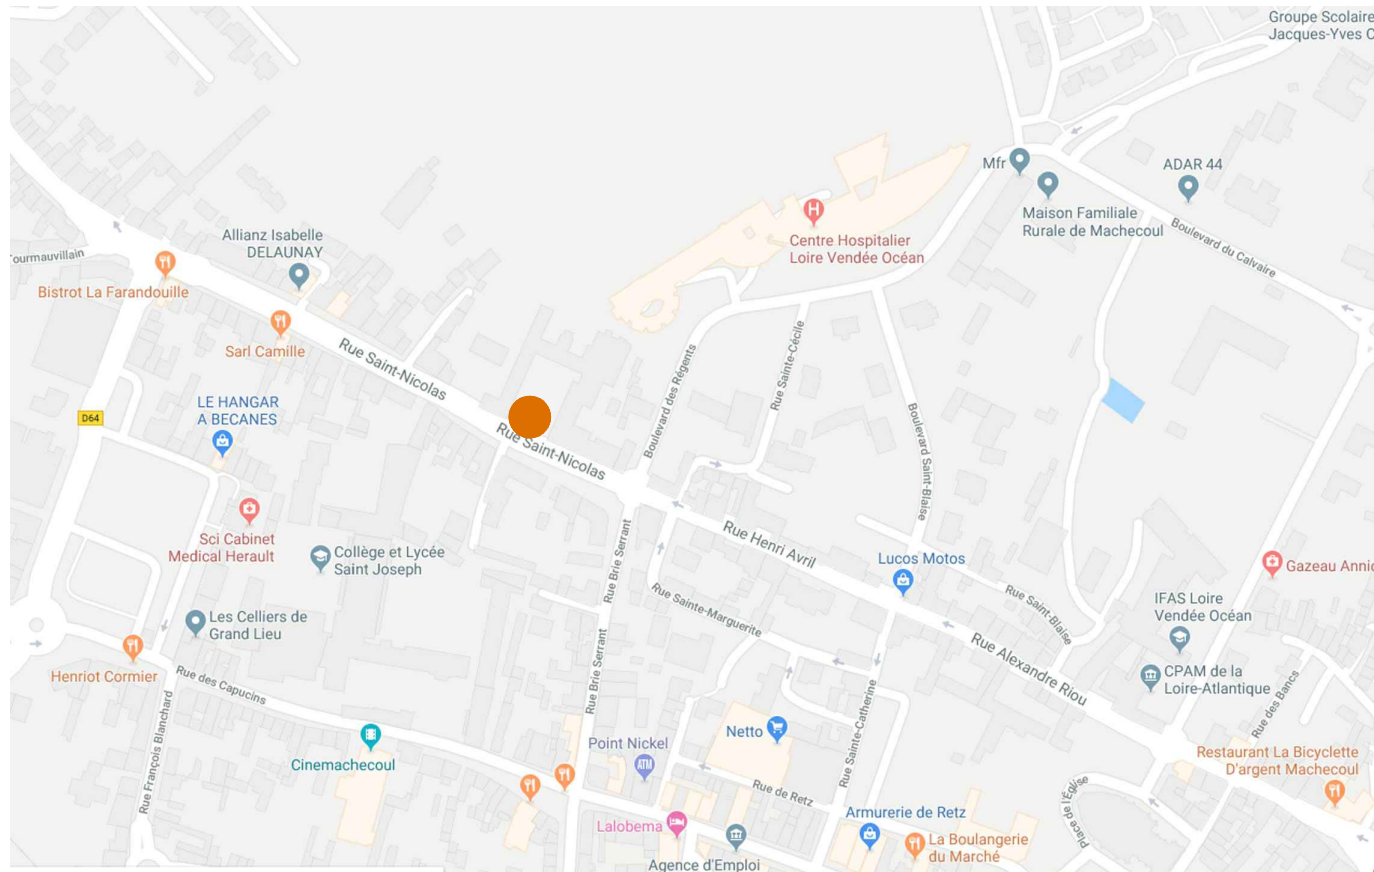 Groupe Scolaire
Jacques-Yves C
Mfr
ADAR 44
Maison Familiale
Rurale de Machecoul
Boulevard du Calvaire
Centre Hospitalier
Loire Vendée Océan
Allianz Isabelle
DELAUNAY
ourmauvillain
Bistrot La Farandouille
Sarl Camille
Rue Saint-Nicolas
Rue Saint-Nicolas
Boulevard des Régents
Rue Sainte-Cécile
Boulevard Saint-Blaise
LE HANGAR
A BECANES
D64
Sci Cabinet
Medical Herault
Collège et Lycée
Saint Joseph
Rue Brie Serrant
Rue Henri Avril
Lucos Motos
Gazeau Annic
Rue Saint-Blaise
IFAS Loire
Vendée Océan
Rue Sainte-Marguerite
Les Celliers de
Grand Lieu
Rue Alexandre Riou
CPAM de la
Loire-Atlantique
Henriot Cormier
Rue des Capucins
Rue Brie Serrant
Rue Sainte-Catherine
Rue des Bancs
Rue François Blanchard
Cinemachecoul
Point Nickel
ATM
Netto
Rue de Retz
Restaurant La Bicyclette
D'argent Machecoul
Place de l'Église
Lalobema
Armurerie de Retz
La Boulangerie
du Marché
Agence d'Emploi
H